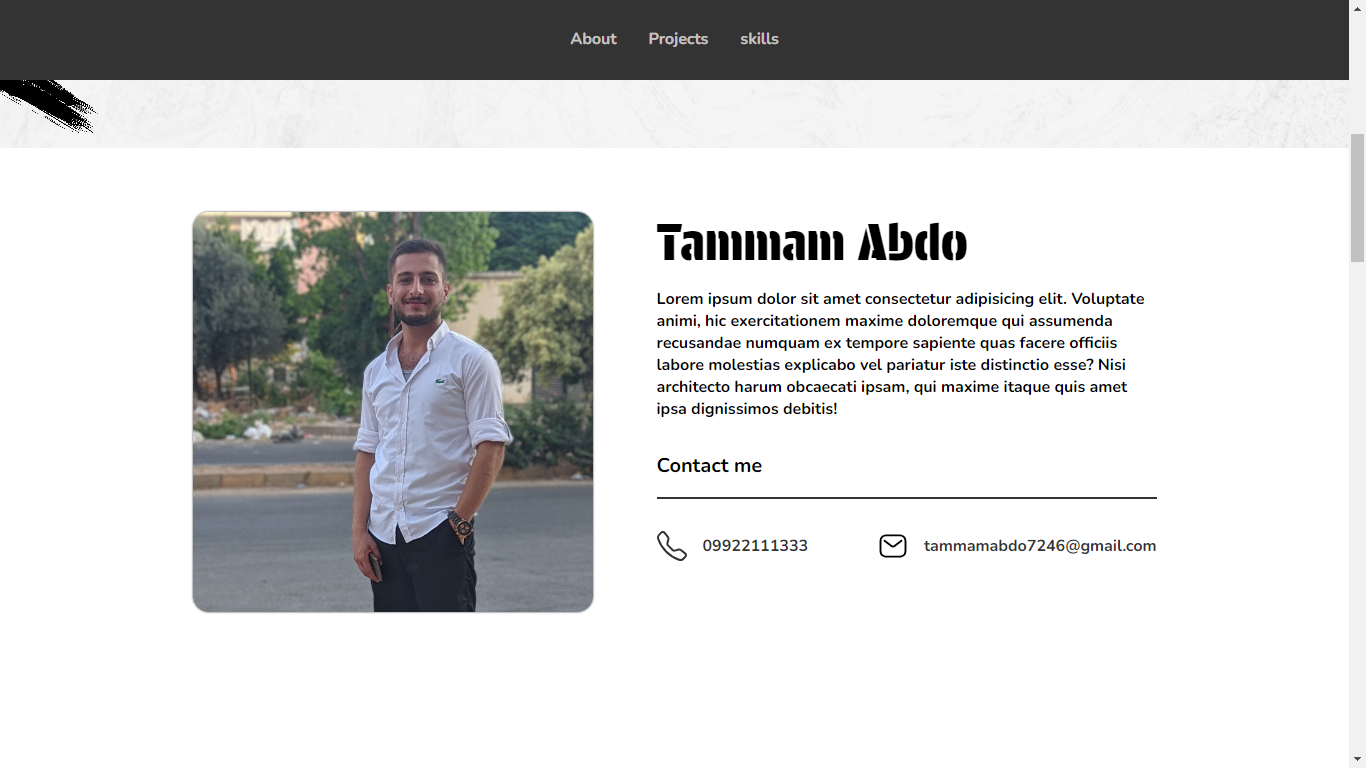 About Projects skills
Tammam Abdo
Lorem ipsum dolor sit amet consectetur adipisicing elit. Voluptate
animi, hic exercitationem maxime doloremque qui assumenda
recusandae numquam ex tempore sapiente quas facere officiis
labore molestias explicabo vel pariatur iste distinctio esse? Nisi
architecto harum obcaecati ipsam, qui maxime itaque quis amet
ipsa dignissimos debitis!
Contact me
09922111333 tammamabdo7246@gmail.com